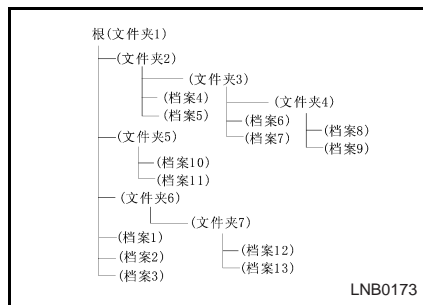 根(文件夹1)
(文件夹2)
(文件夹3)
(档案4)
(文件夹4)
(档案5)
(档案6)
(档案7)
(档案8)
(档案9)
(文件夹5)
(档案10)
(档案11)
(文件夹6)
(文件夹7)
(档案1)
(档案2)
(档案12)
(档案3)
(档案13)
LNB0173